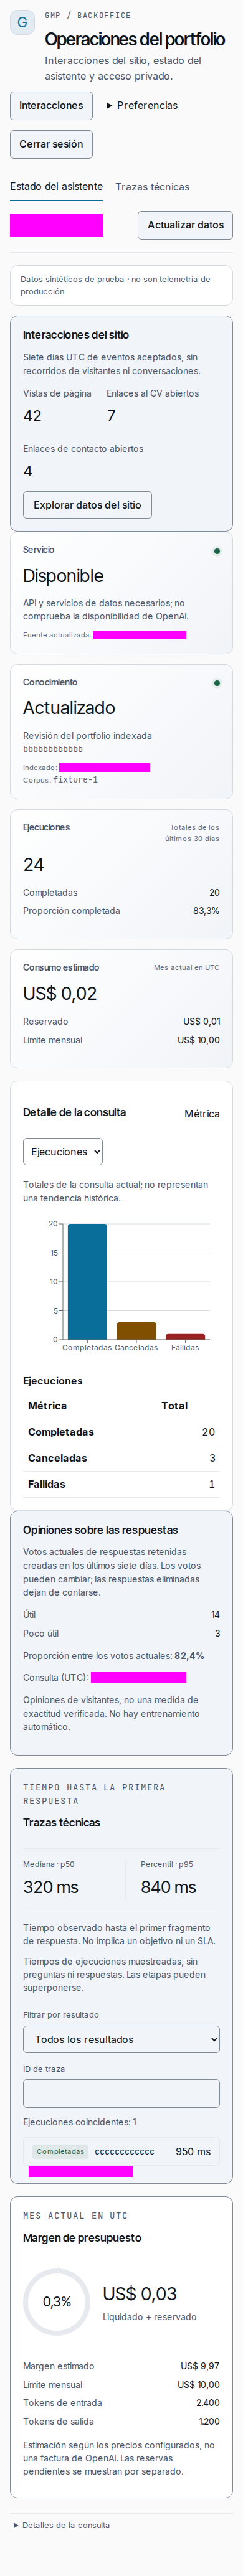 G
GMP / BACKOFFICE
Operaciones del portfolio
Interacciones del sitio, estado del
asistente y acceso privado.
Interacciones
▶ Preferencias
Cerrar sesión
Estado del asistente
Trazas técnicas
Actualizar datos
Datos sintéticos de prueba · no son telemetría de
producción
Interacciones del sitio
Siete días UTC de eventos aceptados, sin
recorridos de visitantes ni conversaciones.
Vistas de página
Enlaces al CV abiertos
42
7
Enlaces de contacto abiertos
4
Explorar datos del sitio
Servicio
Disponible
API y servicios de datos necesarios; no
comprueba la disponibilidad de OpenAI.
Fuente actualizada:
Conocimiento
Actualizado
Revisión del portfolio indexada
bbbbbbbbbbbb
Indexado:
Corpus: fixture-1
Ejecuciones
Totales de los
últimos 30 días
24
Completadas 20
Proporción completada 83,3%
Consumo estimado
Mes actual en UTC
US$ 0,02
Reservado US$ 0,01
Límite mensual US$ 10,00
Detalle de la consulta
Métrica
Ejecuciones
Totales de la consulta actual; no representan
una tendencia histórica.
20
15
10
5
0
Completadas Canceladas Fallidas
Ejecuciones
Métrica Total
Completadas 20
Canceladas 3
Fallidas 1
Opiniones sobre las respuestas
Votos actuales de respuestas retenidas
creadas en los últimos siete días. Los votos
pueden cambiar; las respuestas eliminadas
dejan de contarse.
Útil 14
Poco útil 3
Proporción entre los votos actuales: 82,4%
Consulta (UTC):
Opiniones de visitantes, no una medida de
exactitud verificada. No hay entrenamiento
automático.
TIEMPO HASTA LA PRIMERA
RESPUESTA
Trazas técnicas
Mediana · p50
Percentil · p95
320 ms
840 ms
Tiempo observado hasta el primer fragmento
de respuesta. No implica un objetivo ni un SLA.
Tiempos de ejecuciones muestreadas, sin
preguntas ni respuestas. Las etapas pueden
superponerse.
Filtrar por resultado
Todos los resultados
ID de traza
Ejecuciones coincidentes: 1
Completadas cccccccccccc 950 ms
MES ACTUAL EN UTC
Margen de presupuesto
0,3%
US$ 0,03
Liquidado + reservado
Margen estimado US$ 9,97
Límite mensual US$ 10,00
Tokens de entrada 2.400
Tokens de salida 1.200
Estimación según los precios configurados, no
una factura de OpenAI. Las reservas
pendientes se muestran por separado.
▶ Detalles de la consulta